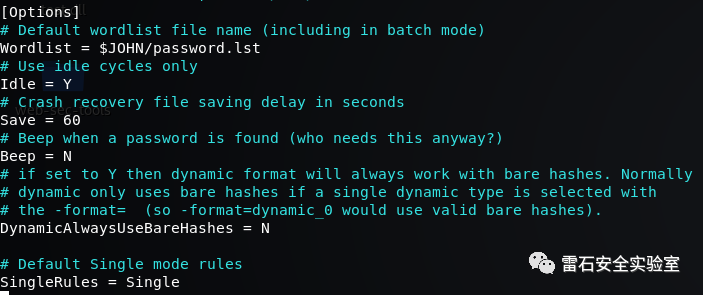 [Options]
# Default wordlist file name (including in batch mode)
Wordlist = $JOHN/password.lst
# Use idle cycles only
Idle = Y
# Crash recovery file saving delay in seconds
Save = 60
# Beep when a password is found (who needs this anyway?)
Beep = N
# if set to Y then dynamic format will always work with bare hashes. Normally
# dynamic only uses bare hashes if a single dynamic type is selected with
# the -format=  (so -format=dynamic_0 would use valid bare hashes).
DynamicAlwaysUseBareHashes = N
# Default Single mode rules
SingleRules = Single
雷石安全实验室